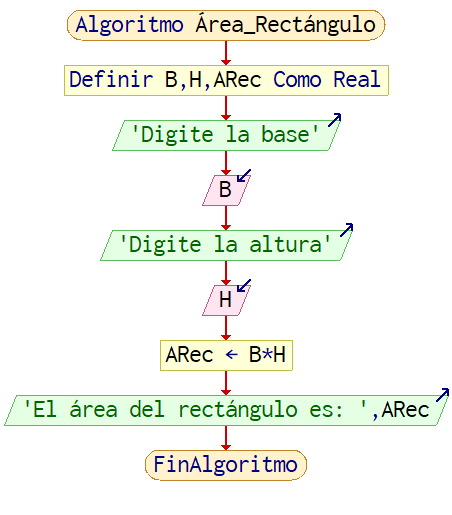 Algoritmo Área_Rectángulo
Definir B,H,ARec Como Real
'Digite la base'
B
'Digite la altura'
H
ARec ← B*H
'El área del rectángulo es: ',ARec
FinAlgoritmo